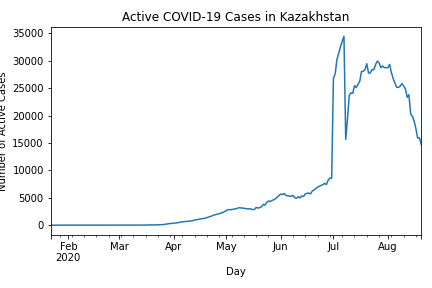 Active COVID-19 Cases in Kazakhstan
Number of Active Cases
35000
30000
25000
20000
15000
10000
5000
0
Feb Mar Apr May Jun Jul Aug
2020
Day